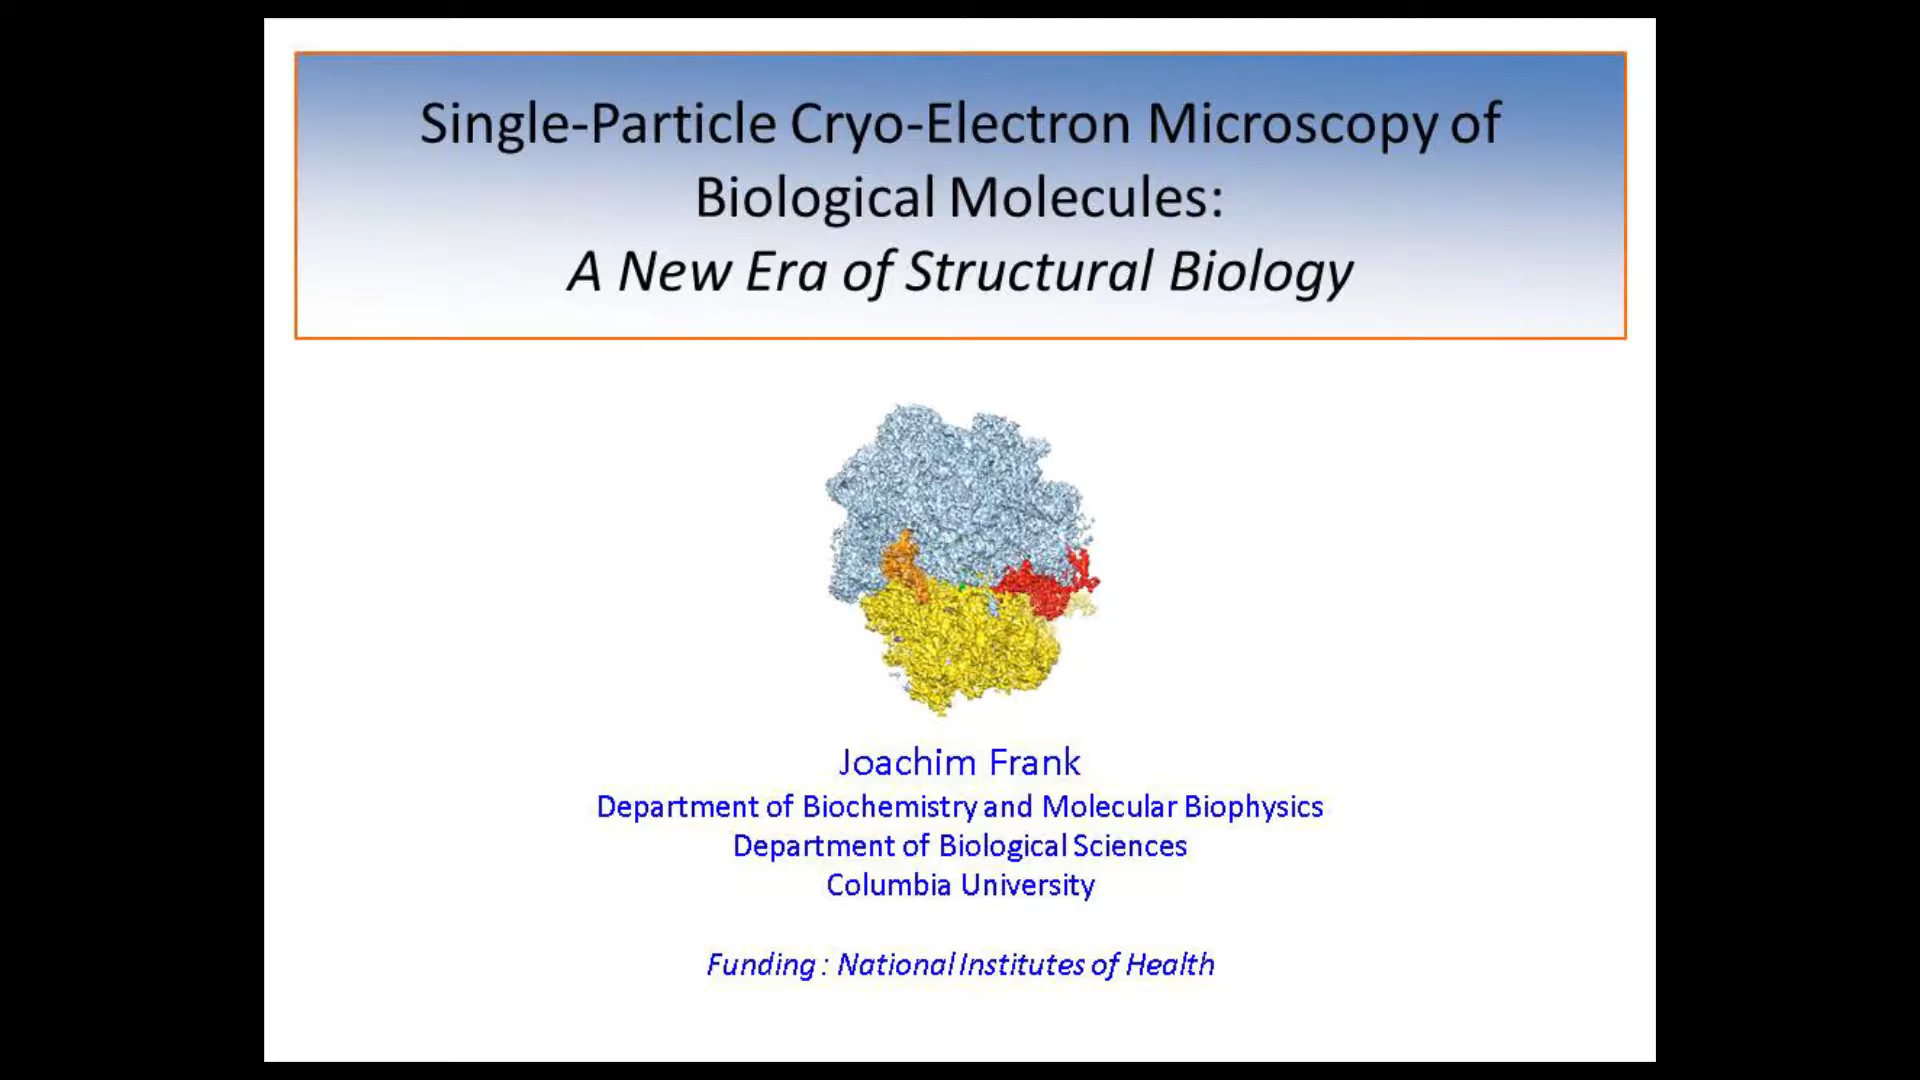 Single-Particle Cryo-Electron Microscopy of
Biological Molecules:
A New Era of Structural Biology
Joachim Frank
Department of Biochemistry and Molecular Biophysics
Department of Biological Sciences
Columbia University
Funding : National Institutes of Health